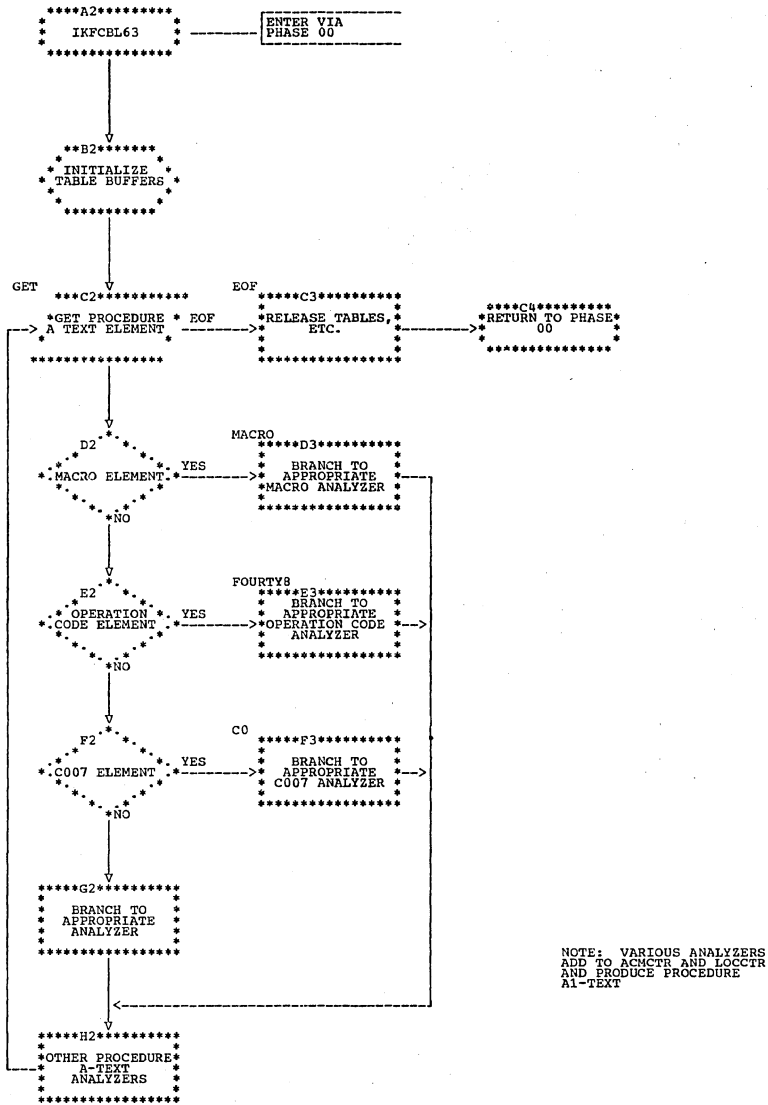 A2
IKFCBL63
ENTER VIA
PHASE 00
B2
INITIALIZE
TABLE BUFFERS
GET
C2
GET PROCEDURE
A TEXT ELEMENT
EOF
EOF
C3
RELEASE TABLES,
ETC.
C4
RETURN TO PHASE
00
D2
MACRO ELEMENT
YES
NO
MACRO
D3
BRANCH TO
APPROPRIATE
MACRO ANALYZER
E2
OPERATION
CODE ELEMENT
YES
NO
FOURTY8
E3
BRANCH TO
APPROPRIATE
OPERATION CODE
ANALYZER
F2
C007 ELEMENT
YES
NO
C0
F3
BRANCH TO
APPROPRIATE
C007 ANALYZER
G2
BRANCH TO
APPROPRIATE
ANALYZER
NOTE: VARIOUS ANALYZERS
ADD TO ACMCTR AND LOCCTR
AND PRODUCE PROCEDURE
A1-TEXT
H2
OTHER PROCEDURE
A-TEXT
ANALYZERS